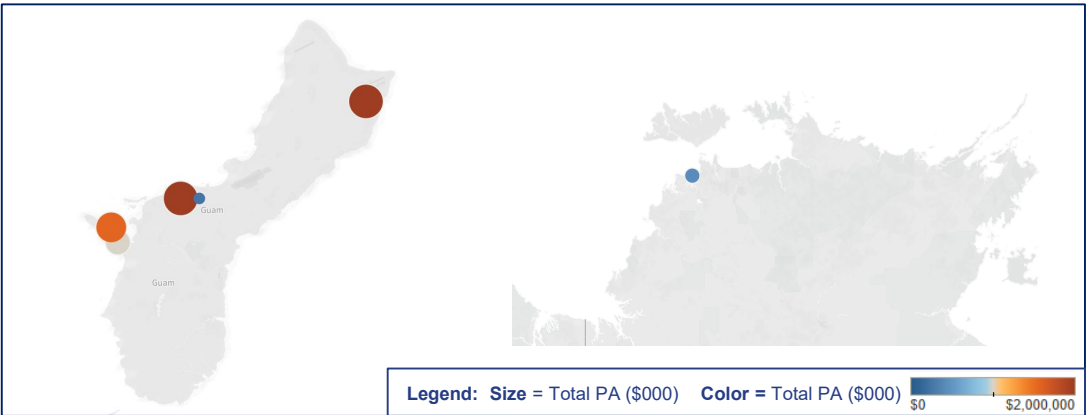 Guam
Guam
Legend: Size = Total PA ($000) Color = Total PA ($000)
$0 $2,000,000